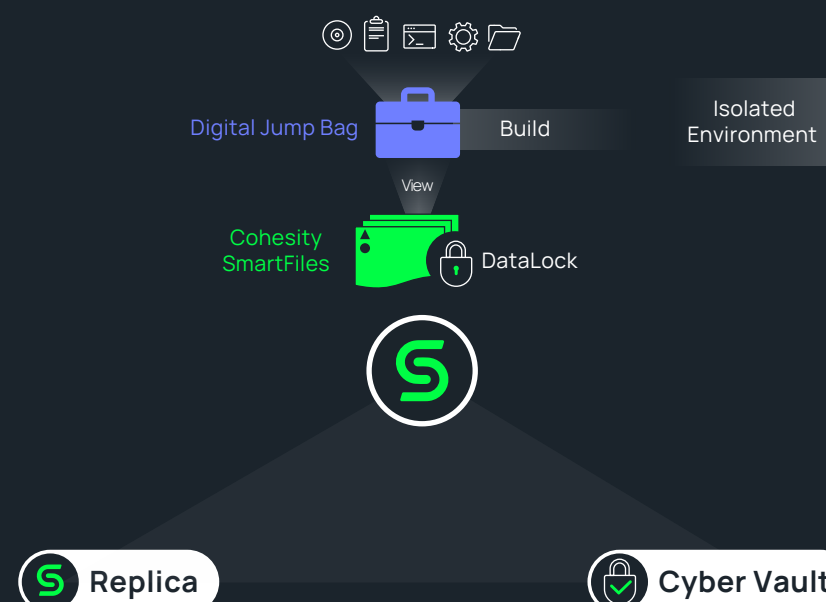 Digital Jump Bag
Build
Isolated
Environment
View
Cohesity
SmartFiles
DataLock
Replica
Cyber Vault